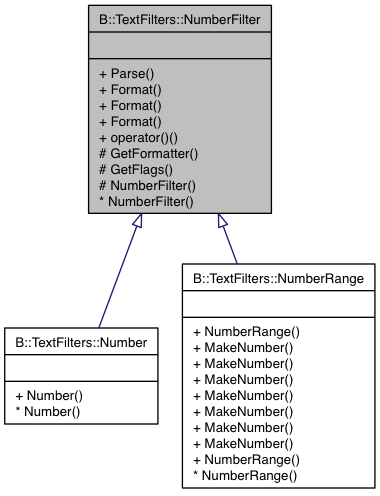 B::TextFilters::NumberFilter
+ Parse()
+ Format()
+ Format()
+ Format()
+ operator()()
# GetFormatter()
# GetFlags()
# NumberFilter()
* NumberFilter()
B::TextFilters::Number
+ Number()
* Number()
B::TextFilters::NumberRange
+ NumberRange()
+ MakeNumber()
+ MakeNumber()
+ MakeNumber()
+ MakeNumber()
+ MakeNumber()
+ MakeNumber()
+ MakeNumber()
+ NumberRange()
* NumberRange()